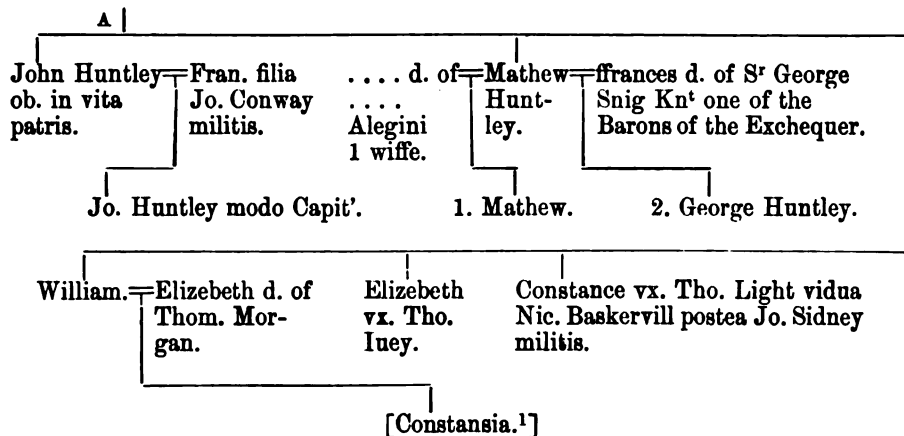 A
John Huntley
ob. in vita
patris.
Fran. filia
Jo. Conway
militis.
.... d. of
....
Alegini
1 wiffe.
Mathew
Hunt-
ley.
ffrances d. of Sʳ George
Snig Knᵗ one of the
Barons of the Exchequer.
Jo. Huntley modo Capit'.
1. Mathew.
2. George Huntley.
William.
Elizebeth d. of
Thom. Mor-
gan.
Elizebeth
vx. Tho.
Iuey.
Constance vx. Tho. Light vidua
Nic. Baskervill postea Jo. Sidney
militis.
[Constansia.¹]